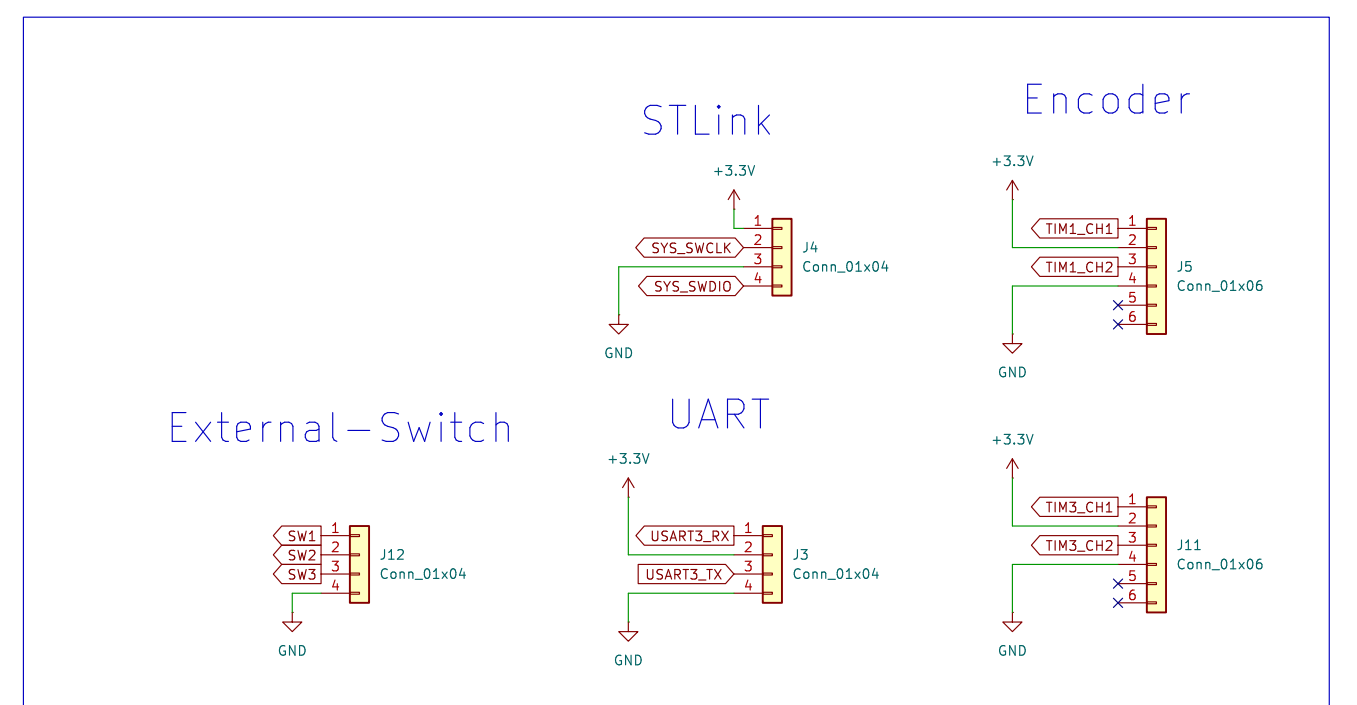 STLink
+3.3V
1
SYS_SWCLK 2
3
SYS_SWDIO 4
J4
Conn_01x04
GND
Encoder
+3.3V
TIM1_CH1 1
2
TIM1_CH2 3
4
5
6
J5
Conn_01x06
GND
External-Switch
SW1 1
SW2 2
SW3 3
4
J12
Conn_01x04
GND
UART
+3.3V
USART3_RX 1
2
USART3_TX 3
4
J3
Conn_01x04
GND
+3.3V
TIM3_CH1 1
2
TIM3_CH2 3
4
5
6
J11
Conn_01x06
GND